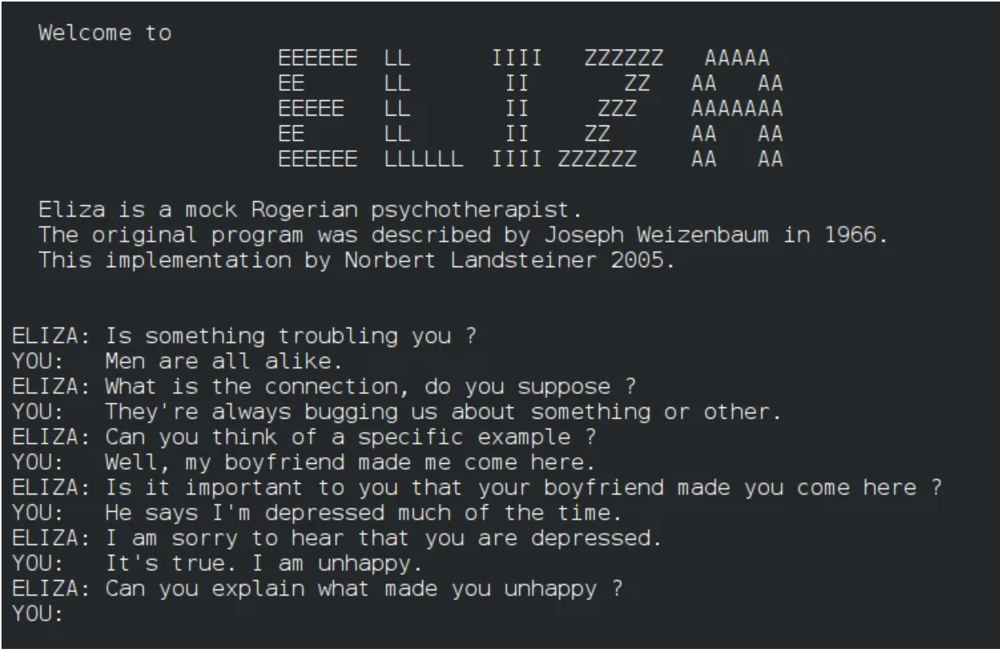 Welcome to
EEEEEE  LL      IIII   ZZZZZZ   AAAAA
EE      LL       II       ZZ   AA   AA
EEEEE   LL       II     ZZZ    AAAAAAA
EE      LL       II    ZZ      AA   AA
EEEEEE  LLLLLL  IIII ZZZZZZ    AA   AA
Eliza is a mock Rogerian psychotherapist.
The original program was described by Joseph Weizenbaum in 1966.
This implementation by Norbert Landsteiner 2005.
ELIZA: Is something troubling you ?
YOU:   Men are all alike.
ELIZA: What is the connection, do you suppose ?
YOU:   They're always bugging us about something or other.
ELIZA: Can you think of a specific example ?
YOU:   Well, my boyfriend made me come here.
ELIZA: Is it important to you that your boyfriend made you come here ?
YOU:   He says I'm depressed much of the time.
ELIZA: I am sorry to hear that you are depressed.
YOU:   It's true. I am unhappy.
ELIZA: Can you explain what made you unhappy ?
YOU: